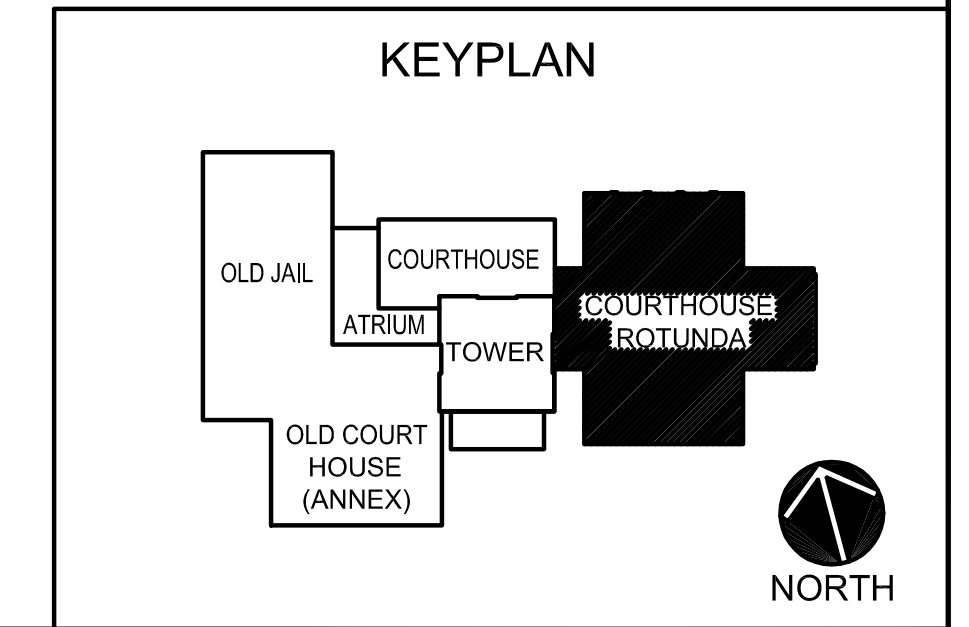 KEYPLAN
OLD JAIL
COURTHOUSE
ATRIUM
TOWER
COURTHOUSE
ROTUNDA
OLD COURT
HOUSE
(ANNEX)
NORTH